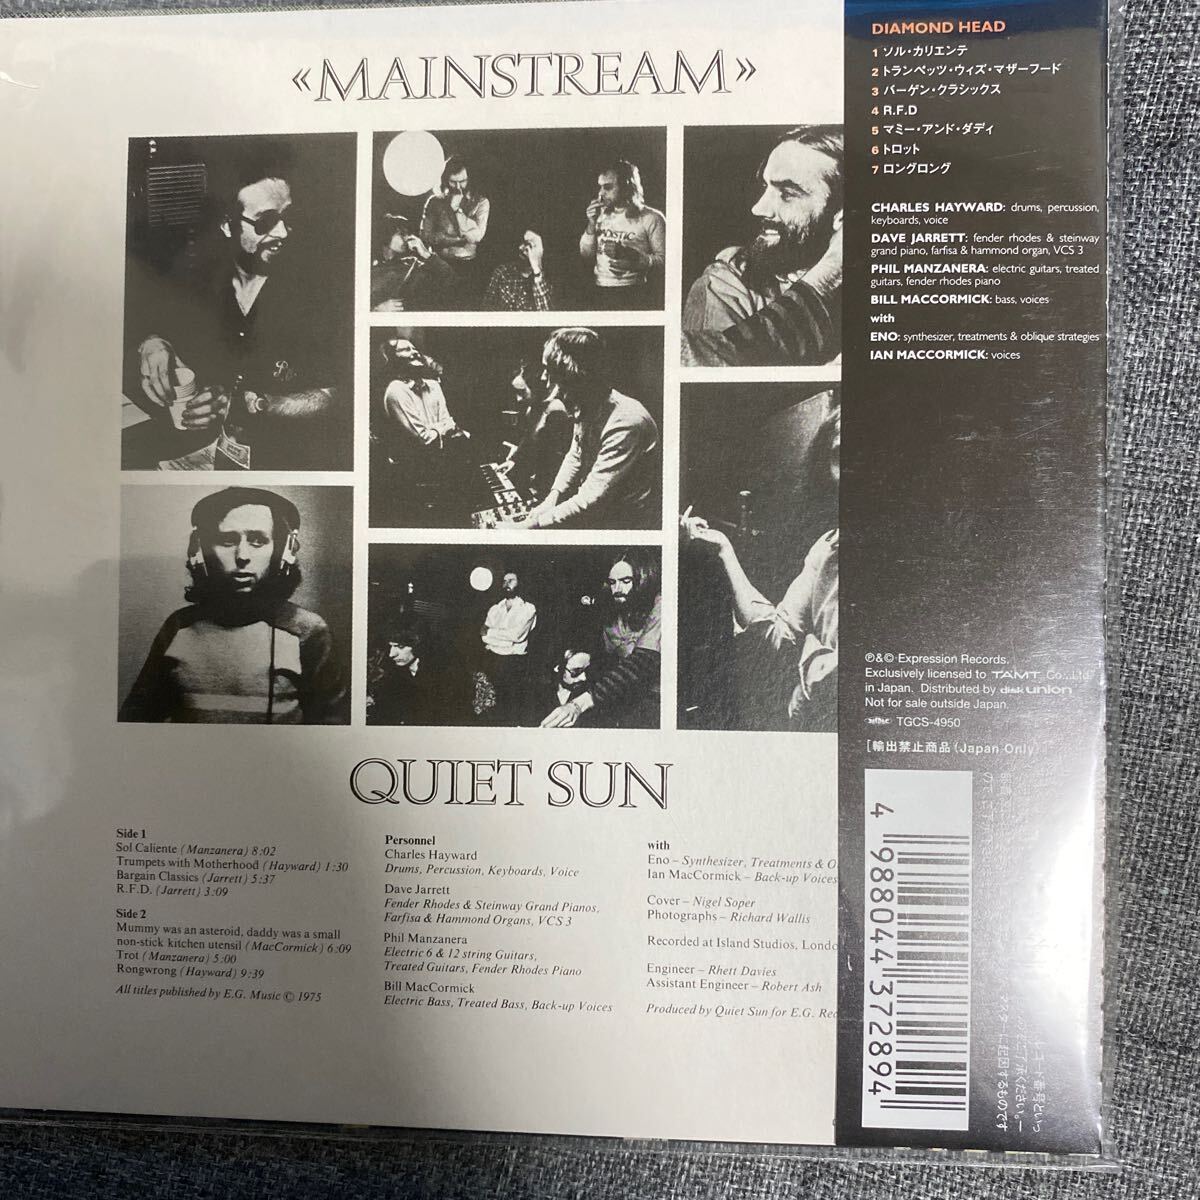 «MAINSTREAM»
QUIET SUN
Side 1
Sol Caliente (Manzanera) 8:02
Trumpets with Motherhood (Hayward) 1:30
Bargain Classics (Jarrett) 5:37
R.F.D. (Jarrett) 3:09
Side 2
Mummy was an asteroid, daddy was a small
non-stick kitchen utensil (MacCormick) 6:09
Trot (Manzanera) 5:00
Rongwrong (Hayward) 9:39
All titles published by E.G. Music © 1975
Personnel
Charles Hayward
Drums, Percussion, Keyboards, Voice
Dave Jarrett
Fender Rhodes & Steinway Grand Pianos,
Farfisa & Hammond Organs, VCS 3
Phil Manzanera
Electric 6 & 12 string Guitars,
Treated Guitars, Fender Rhodes Piano
Bill MacCormick
Electric Bass, Treated Bass, Back-up Voices
with
Eno – Synthesizer, Treatments &
Ian MacCormick – Back-up Voices
Cover – Nigel Soper
Photographs – Richard Wallis
Recorded at Island Studios,
Engineer – Rhett Davies
Assistant Engineer – Robert Ash
Produced by Quiet Sun for E.G.
DIAMOND HEAD
1 ソル・カリエンテ
2 トランペッツ・ウィズ・マザーフード
3 バーゲン・クラシックス
4 R.F.D
5 マミー・アンド・ダディ
6 トロット
7 ロングロング
CHARLES HAYWARD: drums, percussion,
keyboards, voice
DAVE JARRETT: fender rhodes & steinway
grand piano, farfisa & hammond organ, VCS 3
PHIL MANZANERA: electric guitars, treated
guitars, fender rhodes piano
BILL MACCORMICK: bass, voices
with
ENO: synthesizer, treatments & oblique strategies
IAN MACCORMICK: voices
℗&© Expression Records.
Exclusively licensed to TAMT Co.,Ltd
in Japan. Distributed by diskunion
Not for sale outside Japan.
TGCS-4950
[輸出禁止商品(Japan Only)]
4 988044 372894